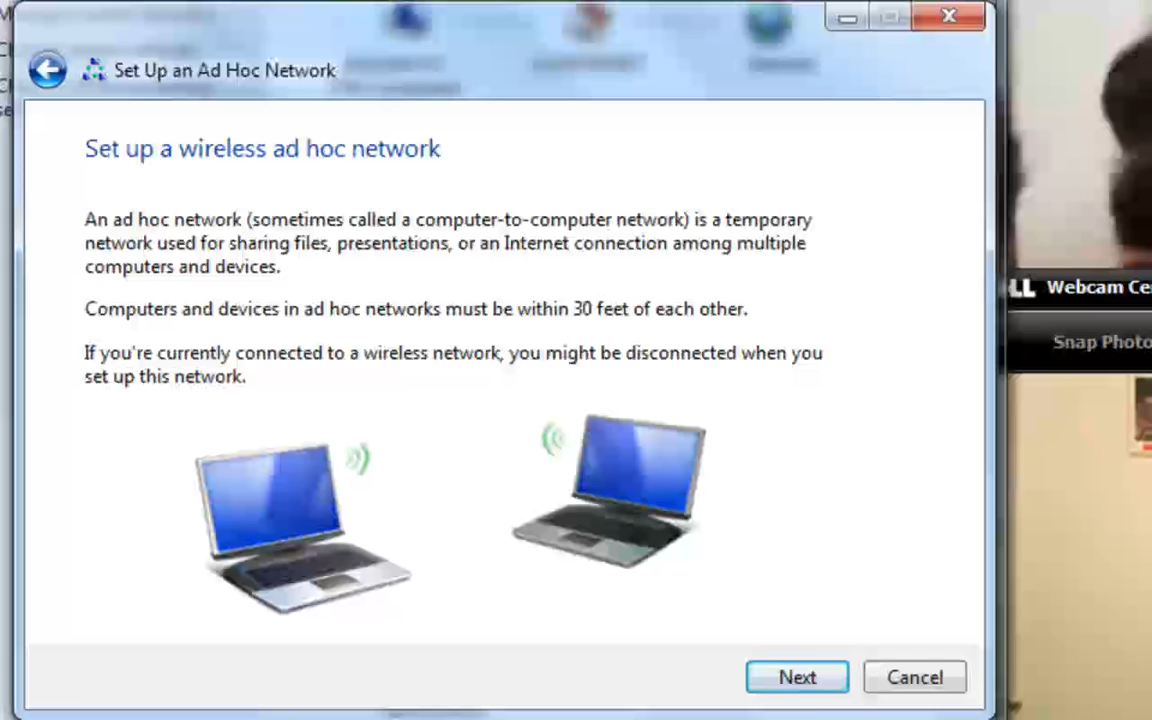 Set Up an Ad Hoc Network
Set up a wireless ad hoc network
An ad hoc network (sometimes called a computer-to-computer network) is a temporary
network used for sharing files, presentations, or an Internet connection among multiple
computers and devices.
Computers and devices in ad hoc networks must be within 30 feet of each other.
If you're currently connected to a wireless network, you might be disconnected when you
set up this network.
Next
Cancel
LL Webcam Ce
Snap Photo